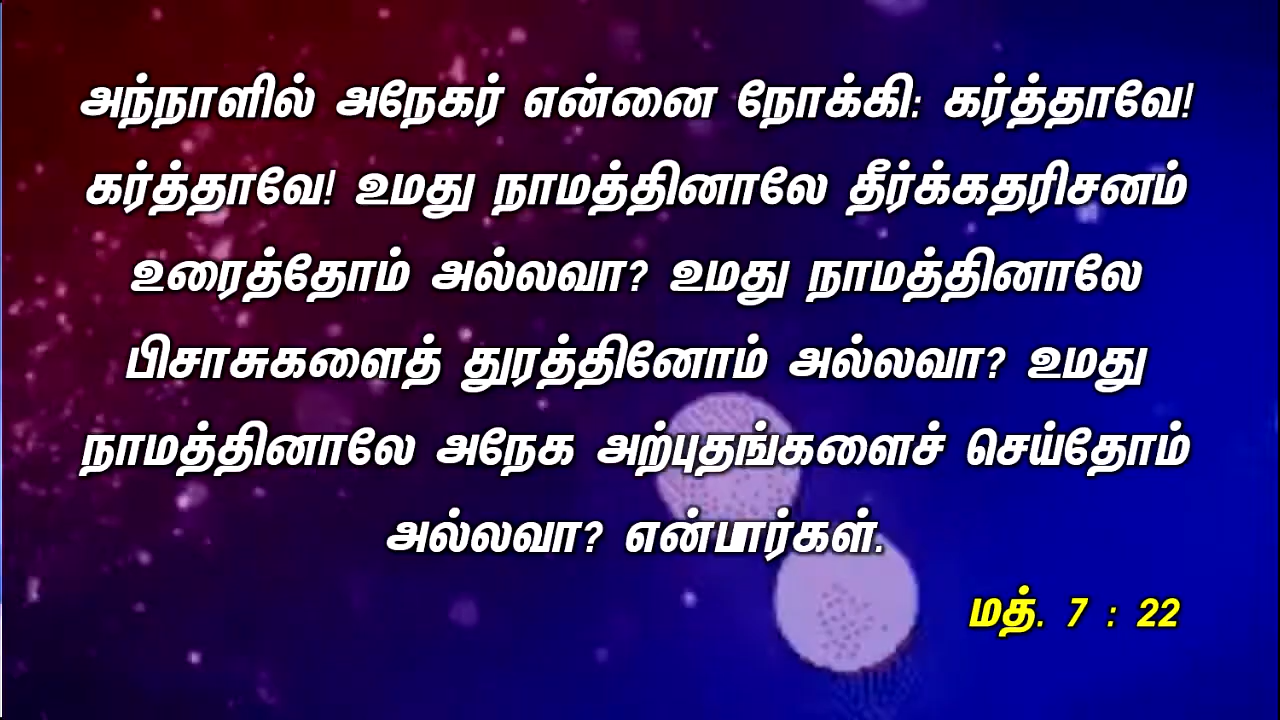 அந்நாளில் அநேகர் என்னை நோக்கி: கர்த்தாவே!
கர்த்தாவே! உமது நாமத்தினாலே தீர்க்கதரிசனம்
உரைத்தோம் அல்லவா? உமது நாமத்தினாலே
பிசாசுகளைத் துரத்தினோம் அல்லவா? உமது
நாமத்தினாலே அநேக அற்புதங்களைச் செய்தோம்
அல்லவா? என்பார்கள்.
மத். 7 : 22